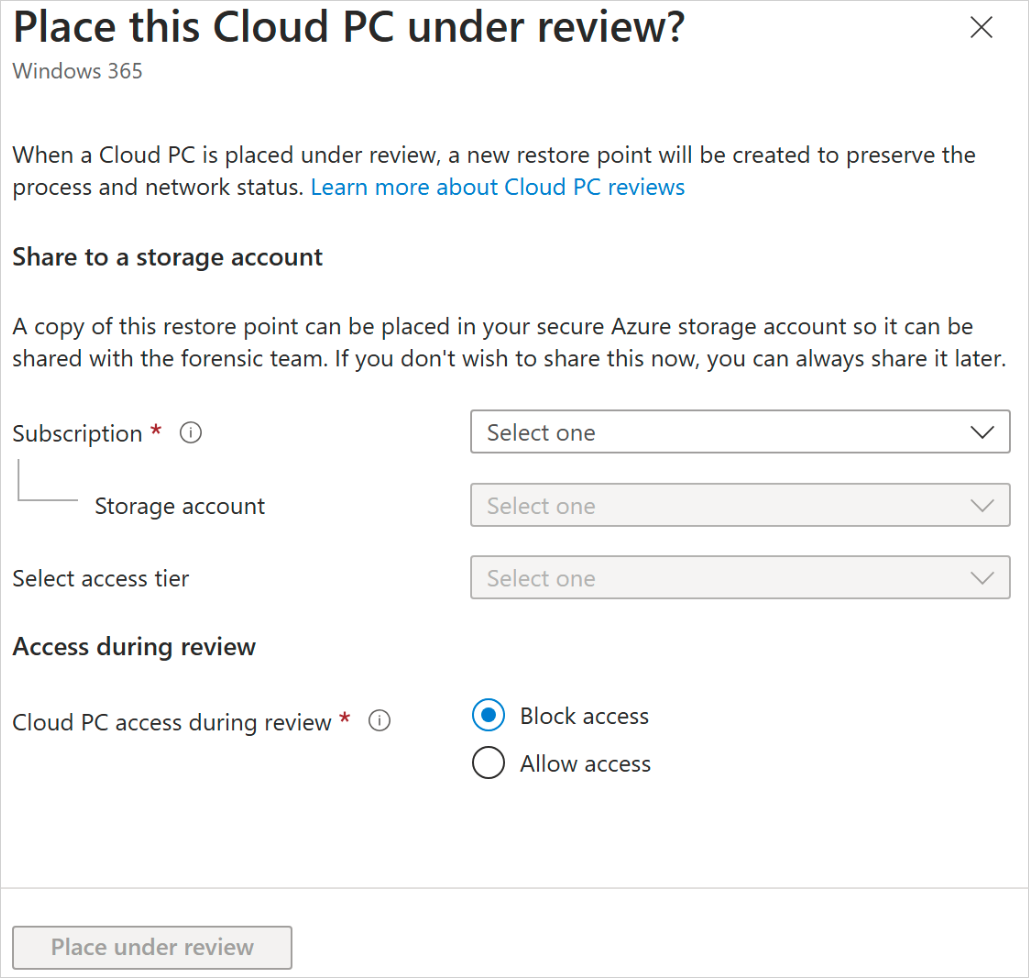 Place this Cloud PC under review?
Windows 365
When a Cloud PC is placed under review, a new restore point will be created to preserve the
process and network status. Learn more about Cloud PC reviews
Share to a storage account
A copy of this restore point can be placed in your secure Azure storage account so it can be
shared with the forensic team. If you don't wish to share this now, you can always share it later.
Subscription * Select one
Storage account Select one
Select access tier Select one
Access during review
Cloud PC access during review * Block access
Allow access
Place under review